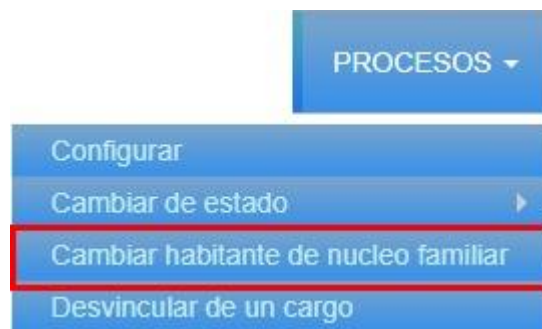 PROCESOS
Configurar
Cambiar de estado
Cambiar habitante de nucleo familiar
Desvincular de un cargo